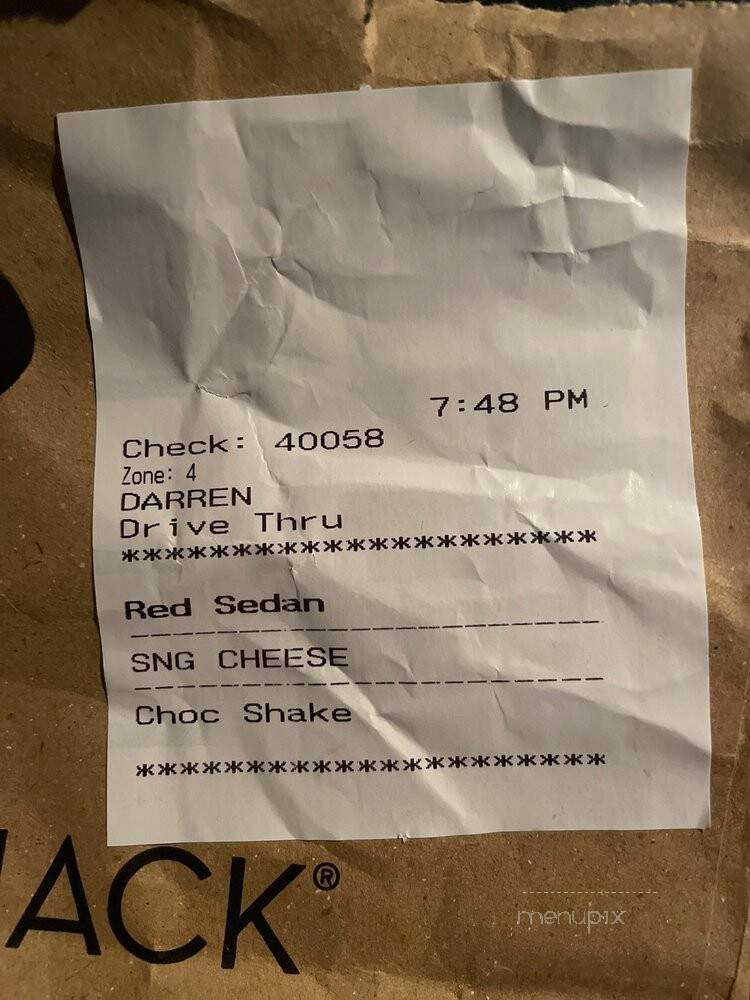 7:48 PM
Check: 40058
Zone: 4
DARREN
Drive Thru
**********************
Red Sedan
----------------------
SNG CHEESE
----------------------
Choc Shake
**********************
ACK®
menupix